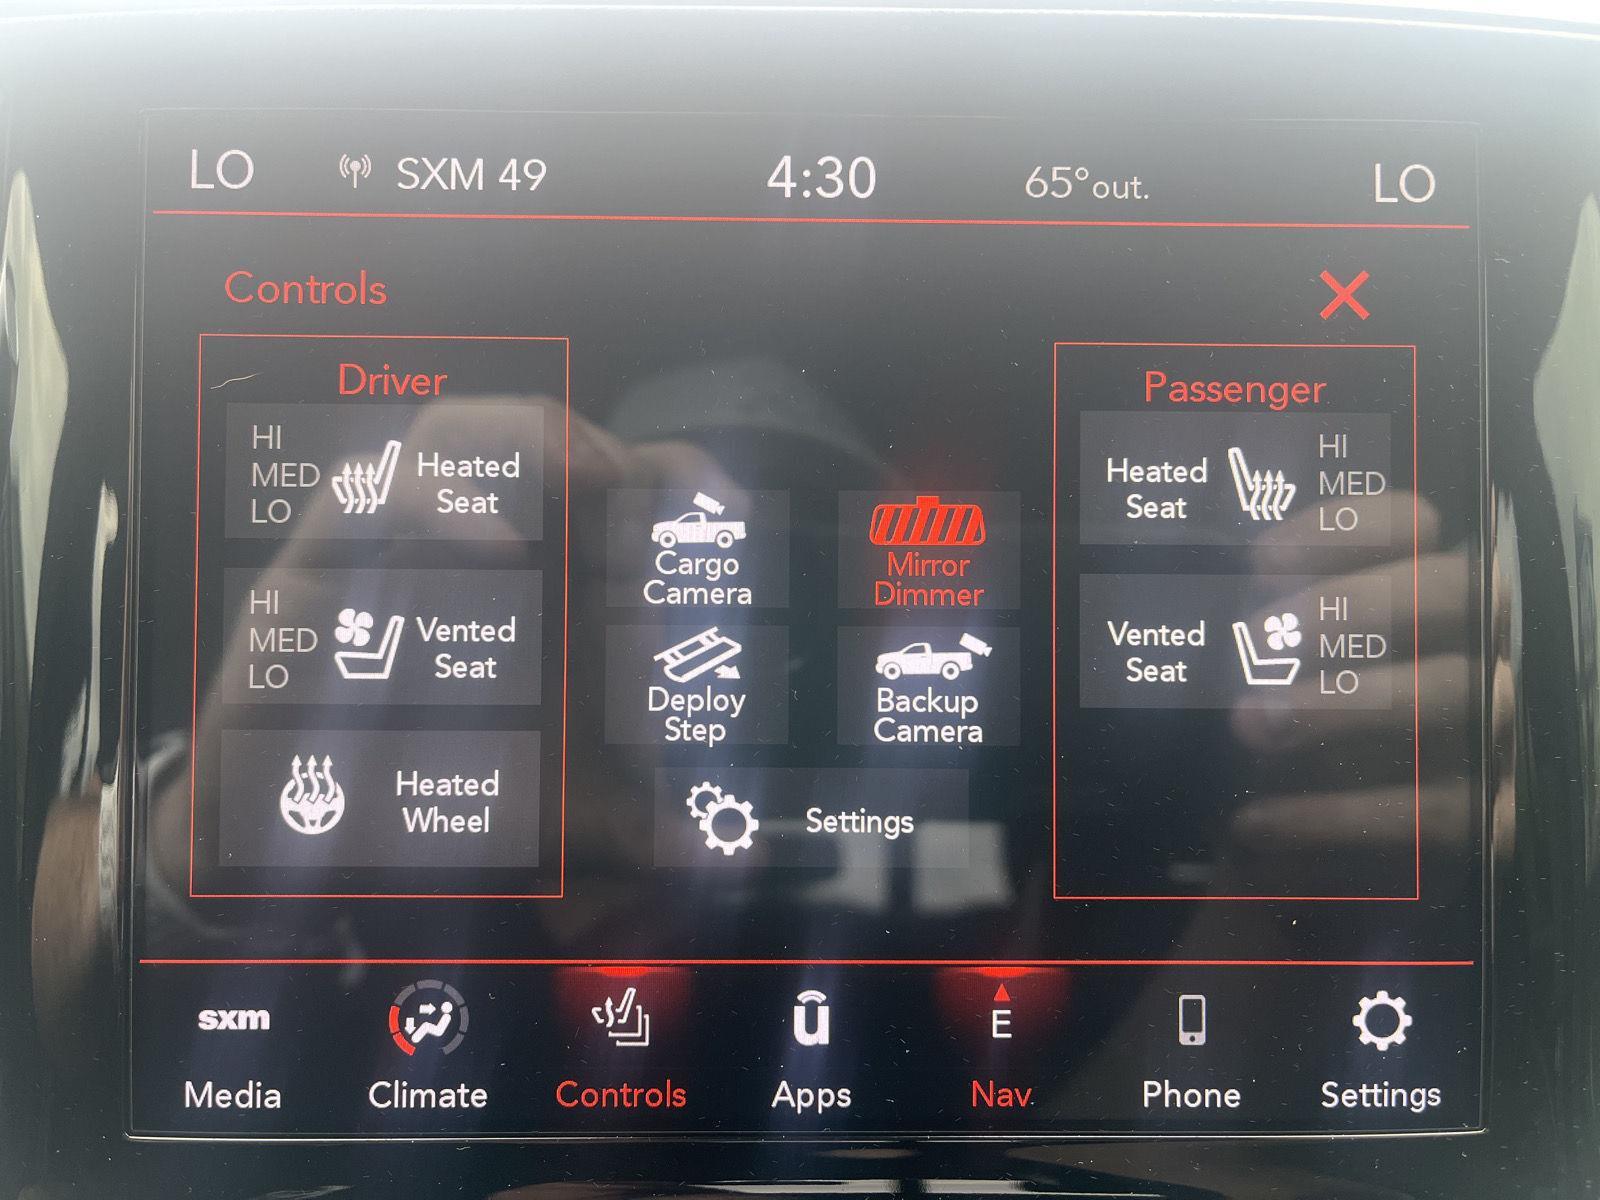 LO SXM 49 4:30 65°out. LO
Controls
Driver
HI
MED
LO
Heated
Seat
HI
MED
LO
Vented
Seat
Heated
Wheel
Cargo
Camera
Mirror
Dimmer
Deploy
Step
Backup
Camera
Settings
Passenger
Heated
Seat
HI
MED
LO
Vented
Seat
HI
MED
LO
sxm
Media
Climate
Controls
u
Apps
E
Nav
Phone
Settings